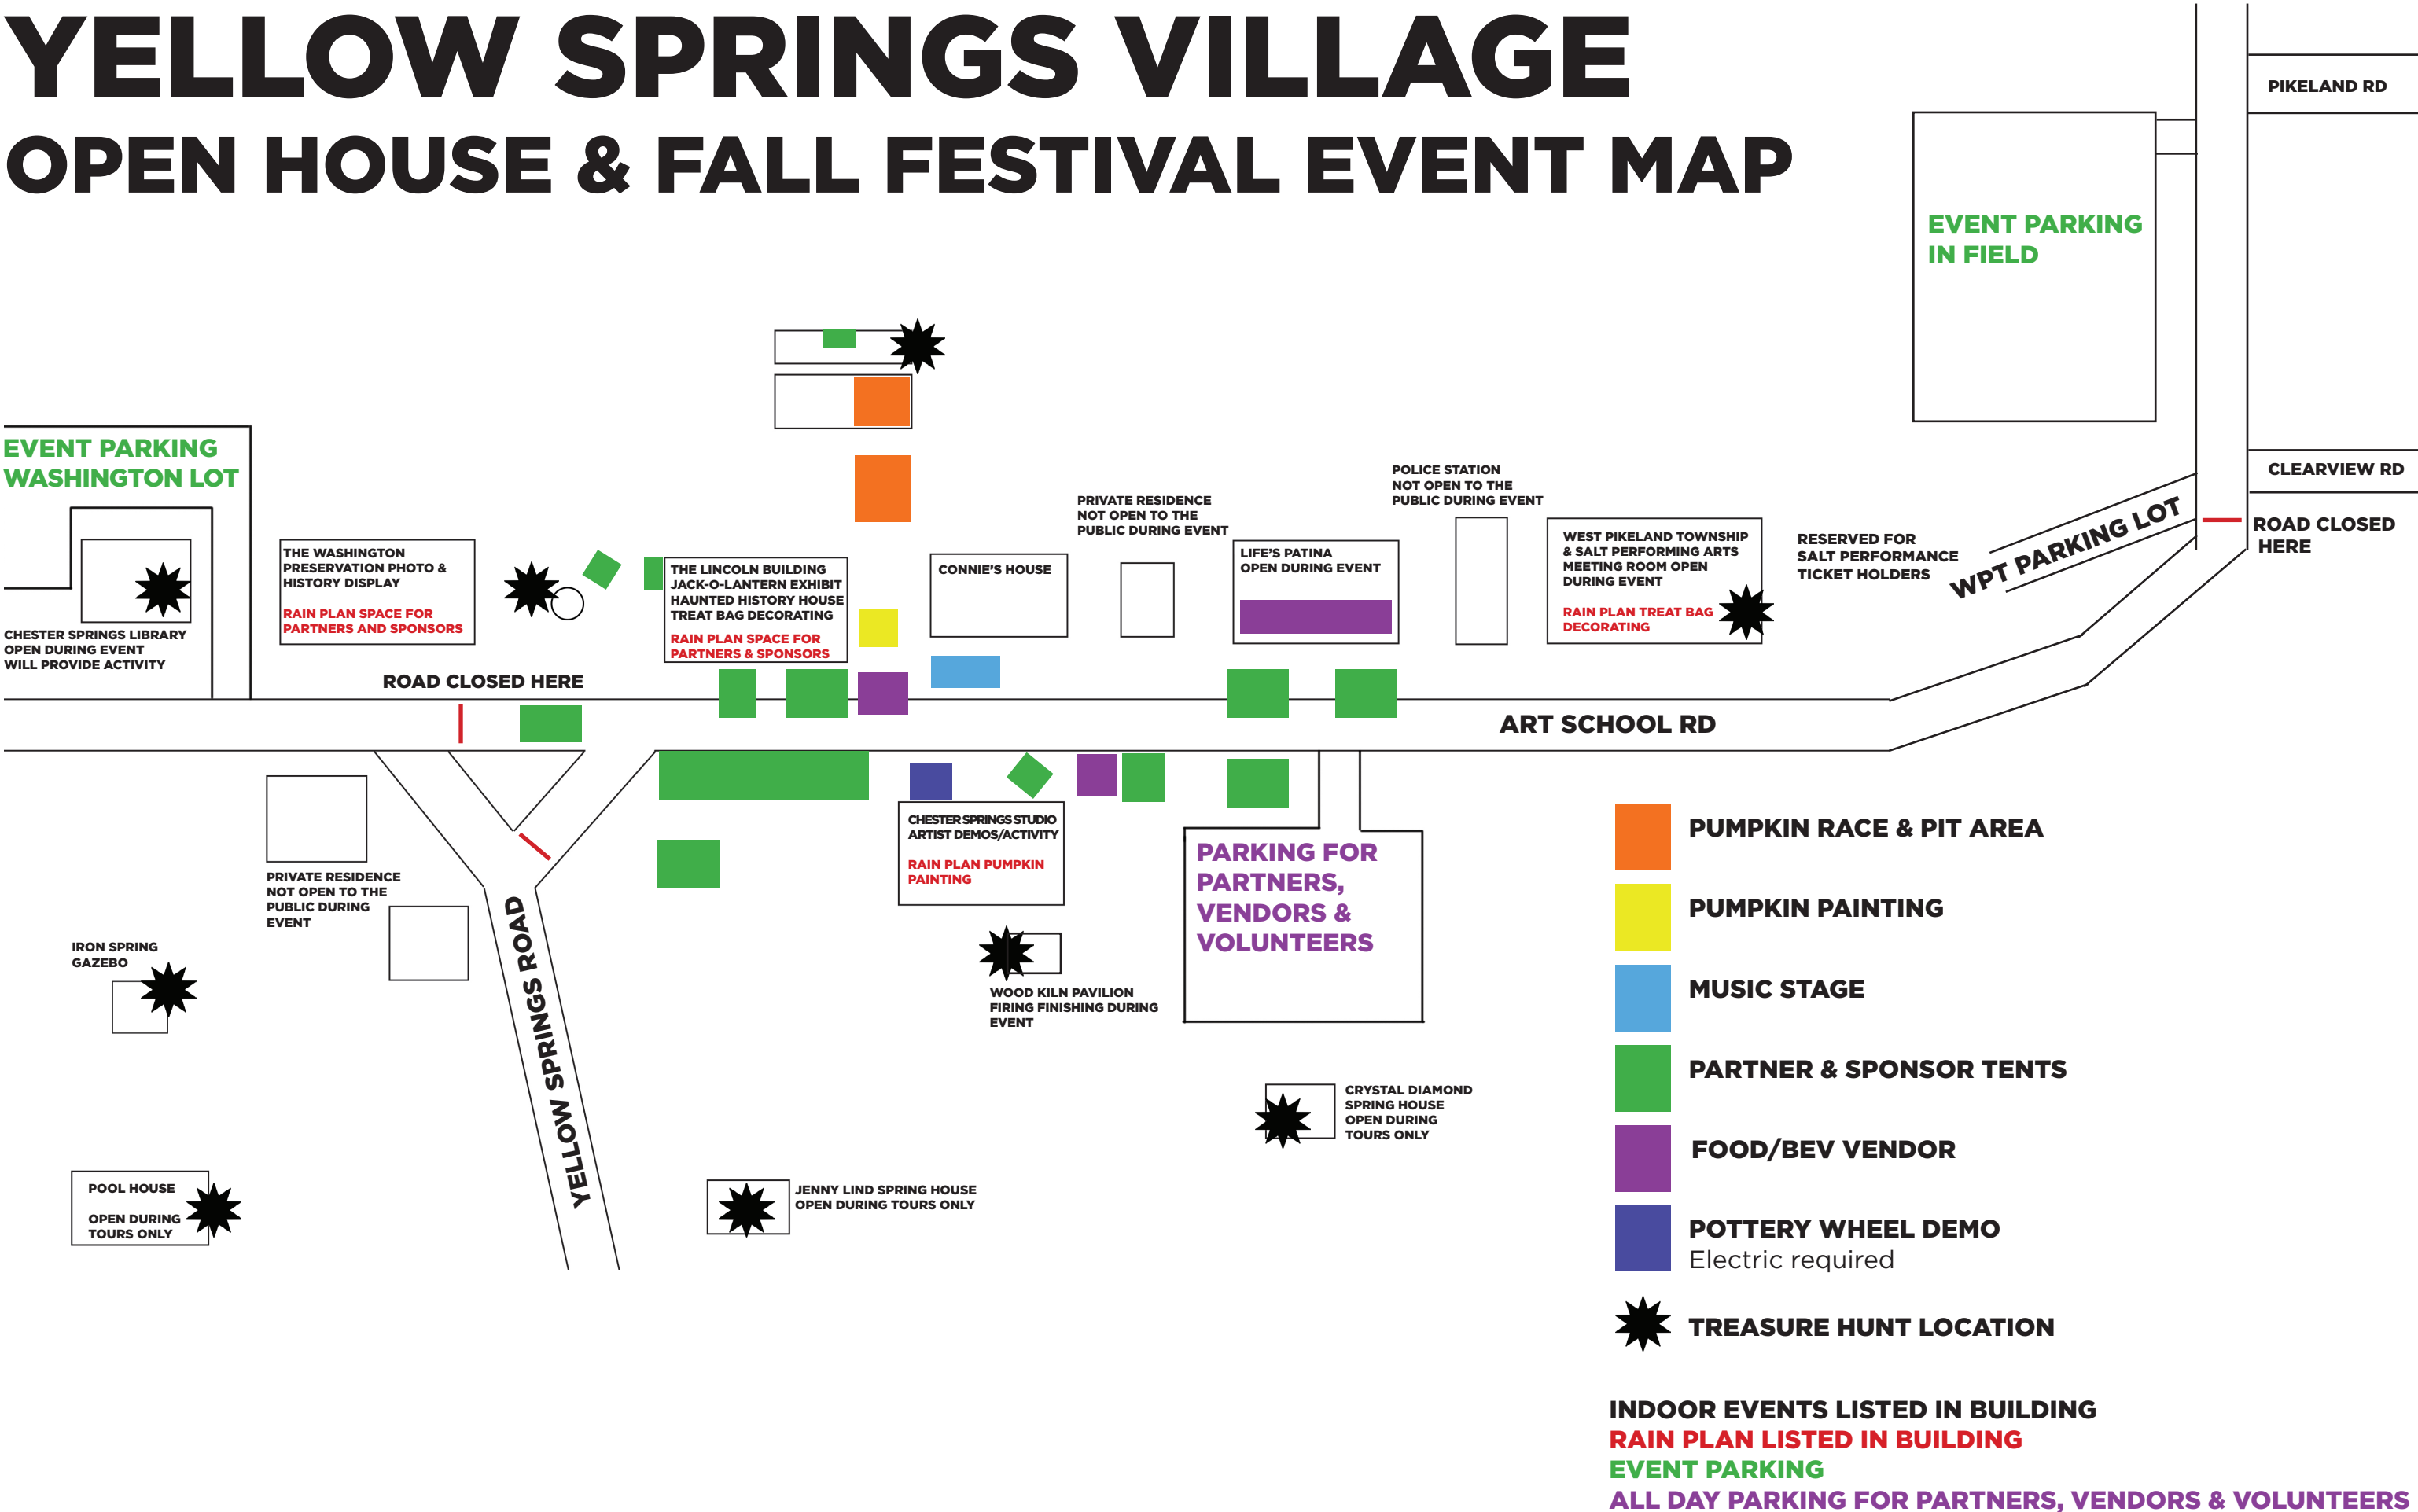 YELLOW SPRINGS VILLAGE
OPEN HOUSE & FALL FESTIVAL EVENT MAP
PIKELAND RD
EVENT PARKING
IN FIELD
EVENT PARKING
WASHINGTON LOT
CLEARVIEW RD
ROAD CLOSED
HERE
WPT PARKING LOT
RESERVED FOR
SALT PERFORMANCE
TICKET HOLDERS
POLICE STATION
NOT OPEN TO THE
PUBLIC DURING EVENT
PRIVATE RESIDENCE
NOT OPEN TO THE
PUBLIC DURING EVENT
CHESTER SPRINGS LIBRARY
OPEN DURING EVENT
WILL PROVIDE ACTIVITY
THE WASHINGTON
PRESERVATION PHOTO &
HISTORY DISPLAY
RAIN PLAN SPACE FOR
PARTNERS AND SPONSORS
THE LINCOLN BUILDING
JACK-O-LANTERN EXHIBIT
HAUNTED HISTORY HOUSE
TREAT BAG DECORATING
RAIN PLAN SPACE FOR
PARTNERS & SPONSORS
CONNIE'S HOUSE
LIFE'S PATINA
OPEN DURING EVENT
WEST PIKELAND TOWNSHIP
& SALT PERFORMING ARTS
MEETING ROOM OPEN
DURING EVENT
RAIN PLAN TREAT BAG
DECORATING
ROAD CLOSED HERE
ART SCHOOL RD
PRIVATE RESIDENCE
NOT OPEN TO THE
PUBLIC DURING
EVENT
IRON SPRING
GAZEBO
POOL HOUSE
OPEN DURING
TOURS ONLY
YELLOW SPRINGS ROAD
CHESTER SPRINGS STUDIO
ARTIST DEMOS/ACTIVITY
RAIN PLAN PUMPKIN
PAINTING
WOOD KILN PAVILION
FIRING FINISHING DURING
EVENT
PARKING FOR
PARTNERS,
VENDORS &
VOLUNTEERS
CRYSTAL DIAMOND
SPRING HOUSE
OPEN DURING
TOURS ONLY
JENNY LIND SPRING HOUSE
OPEN DURING TOURS ONLY
PUMPKIN RACE & PIT AREA
PUMPKIN PAINTING
MUSIC STAGE
PARTNER & SPONSOR TENTS
FOOD/BEV VENDOR
POTTERY WHEEL DEMO
Electric required
TREASURE HUNT LOCATION
INDOOR EVENTS LISTED IN BUILDING
RAIN PLAN LISTED IN BUILDING
EVENT PARKING
ALL DAY PARKING FOR PARTNERS, VENDORS & VOLUNTEERS